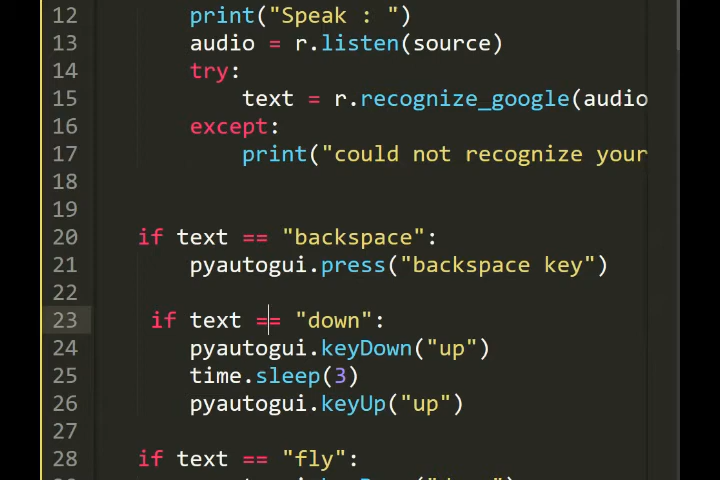 12 print("Speak : ")
13 audio = r.listen(source)
14 try:
15 text = r.recognize_google(audio
16 except:
17 print("could not recognize your
18
19
20 if text == "backspace":
21 pyautogui.press("backspace key")
22
23 if text == "down":
24 pyautogui.keyDown("up")
25 time.sleep(3)
26 pyautogui.keyUp("up")
27
28 if text == "fly":